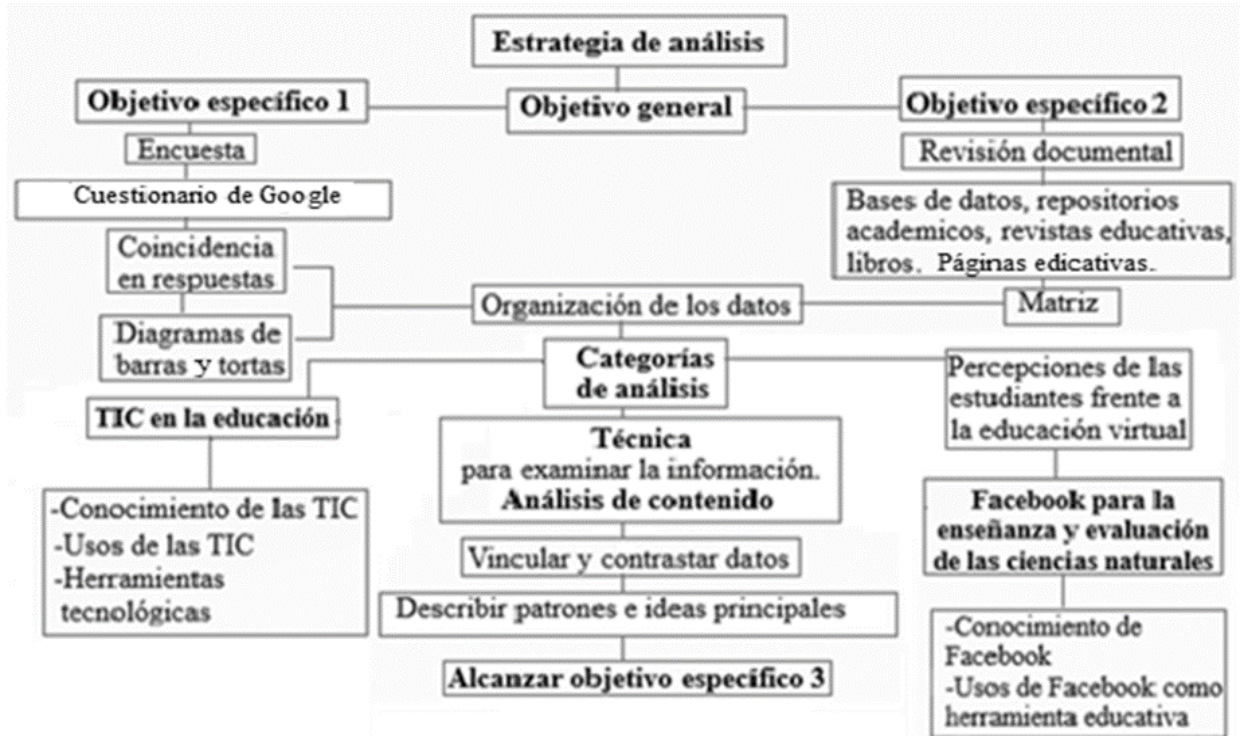 Estrategia de análisis
Objetivo específico 1
Objetivo general
Objetivo específico 2
Encuesta
Revisión documental
Cuestionario de Google
Bases de datos, repositorios
academicos, revistas educativas,
libros. Páginas edicativas.
Coincidencia
en respuestas
Organización de los datos
Matriz
Diagramas de
barras y tortas
Categorías
de análisis
Percepciones de las
estudiantes frente a
la educación virtual
TIC en la educación
Técnica
para examinar la información.
Análisis de contenido
-Conocimiento de las TIC
-Usos de las TIC
-Herramientas
tecnológicas
Facebook para la
enseñanza y evaluación
de las ciencias naturales
Vincular y contrastar datos
Describir patrones e ideas principales
Alcanzar objetivo específico 3
-Conocimiento de
Facebook
-Usos de Facebook como
herramienta educativa